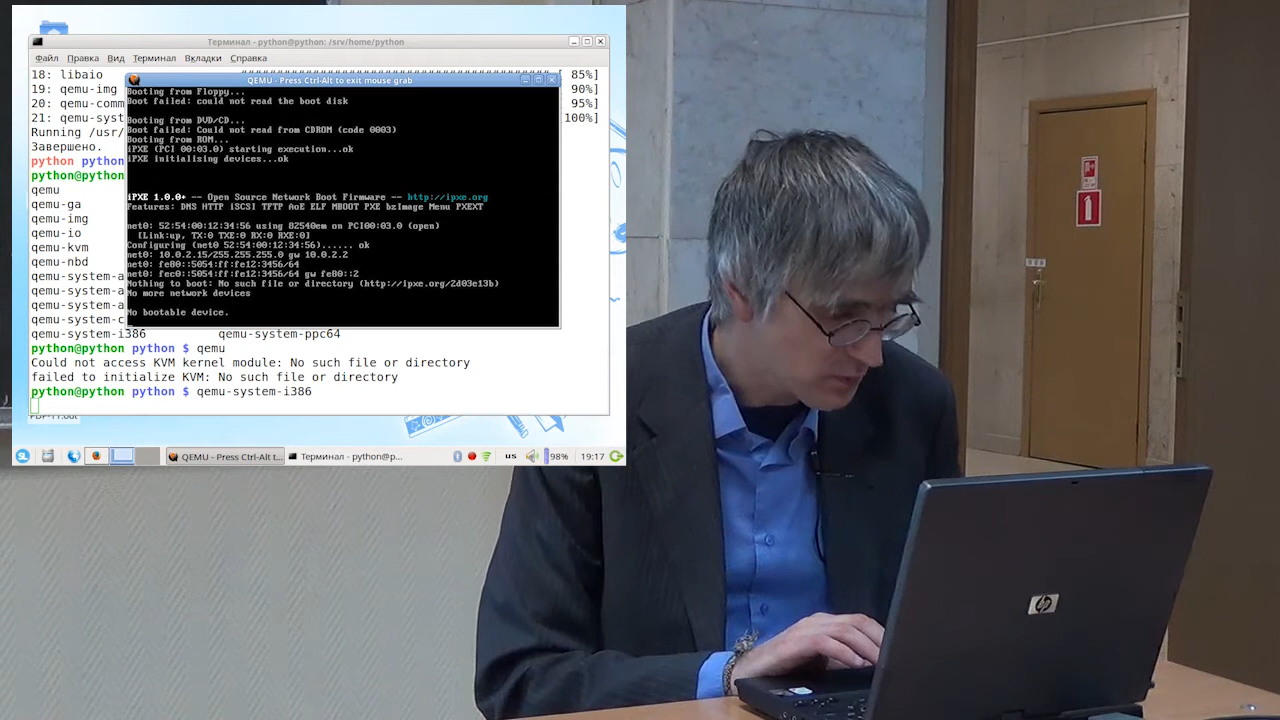 Терминал - python@python: /srv/home/python
Файл Правка Вид Терминал Вкладки Справка
18: libaio [ 85%]
19: qemu-img 90%]
20: qemu-comm 95%]
21: qemu-syst 100%]
Running /usr/
Завершено.
python pythor
python@python
qemu
qemu-ga
qemu-img
qemu-io
qemu-kvm
qemu-nbd
qemu-system-a
qemu-system-a
qemu-system-a
qemu-system-c
qemu-system-i386 qemu-system-ppc64
python@python python $ qemu
Could not access KVM kernel module: No such file or directory
failed to initialize KVM: No such file or directory
python@python python $ qemu-system-i386
QEMU - Press Ctrl-Alt to exit mouse grab
Booting from Floppy...
Boot failed: could not read the boot disk
Booting from DVD/CD...
Boot failed: Could not read from CDROM (code 0003)
Booting from ROM...
iPXE (PCI 00:03.0) starting execution...ok
iPXE initialising devices...ok
iPXE 1.0.0+ -- Open Source Network Boot Firmware -- http://ipxe.org
Features: DNS HTTP iSCSI TFTP AoE ELF MBOOT PXE bzImage Menu PXEXT
net0: 52:54:00:12:34:56 using 82540em on PCI00:03.0 (open)
[Link:up, TX:0 TXE:0 RX:0 RXE:0]
Configuring (net0 52:54:00:12:34:56)...... ok
net0: 10.0.2.15/255.255.255.0 gw 10.0.2.2
net0: fe80::5054:ff:fe12:3456/64
net0: fec0::5054:ff:fe12:3456/64 gw fe80::2
Nothing to boot: No such file or directory (http://ipxe.org/2d03e13b)
No more network devices
No bootable device.
PDP-11.odt
QEMU - Press Ctrl-Alt t... Терминал - python@p... us 98% 19:17
hp